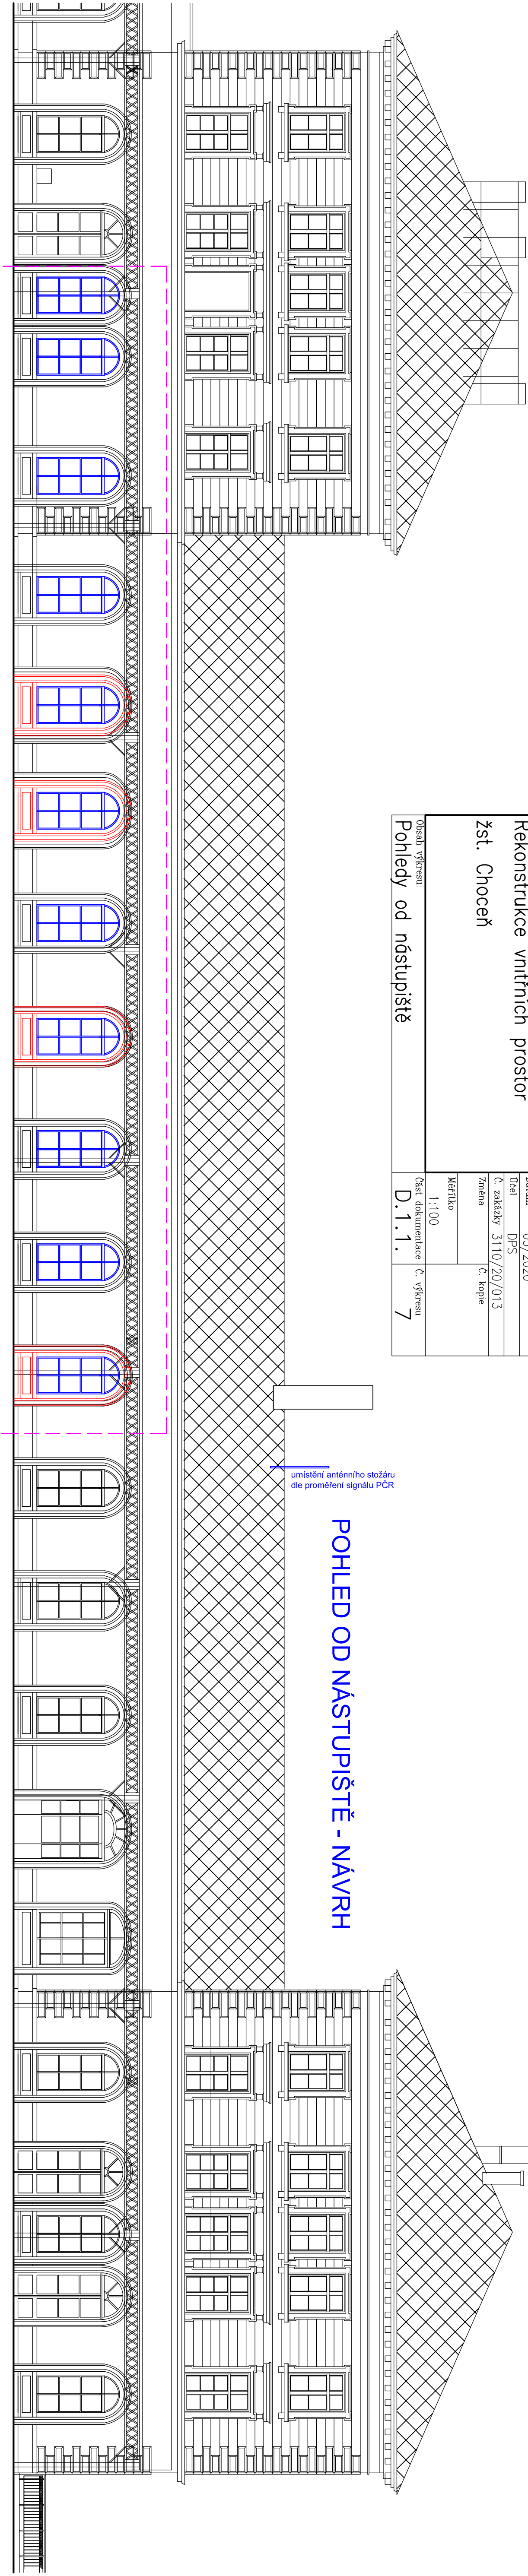 Rekonstrukce vnitřních prostor
žst. Choceň
Účel DPS
Č. zakázky 3110/20/013
Změna
Č. kopie
Měřítko
1:100
Obsah výkresu:
Pohledy od nástupiště
Část dokumentace
D.1.1.
Č. výkresu
7
umístění anténního stožáru
dle proměření signálu PČR
POHLED OD NÁSTUPIŠTĚ - NÁVRH